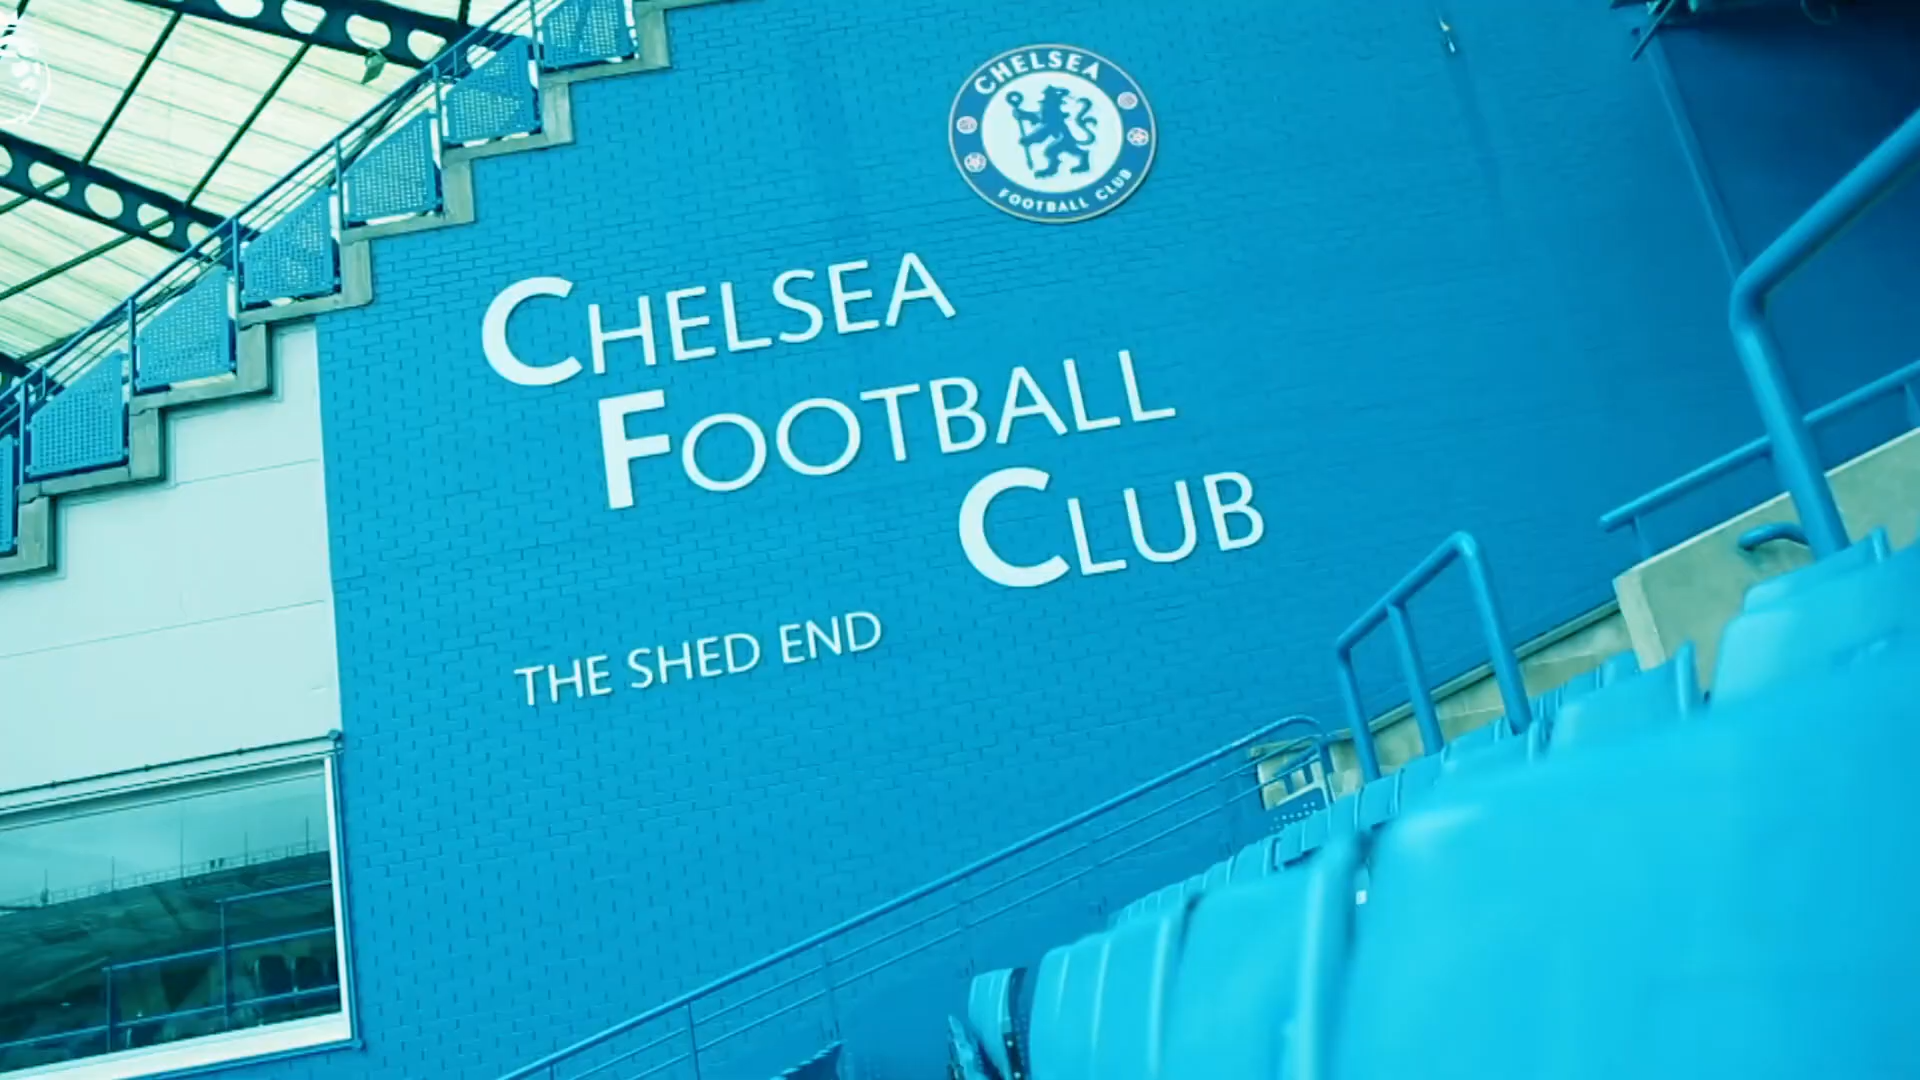 CHELSEA
FOOTBALL CLUB
CHELSEA
FOOTBALL
CLUB
THE SHED END